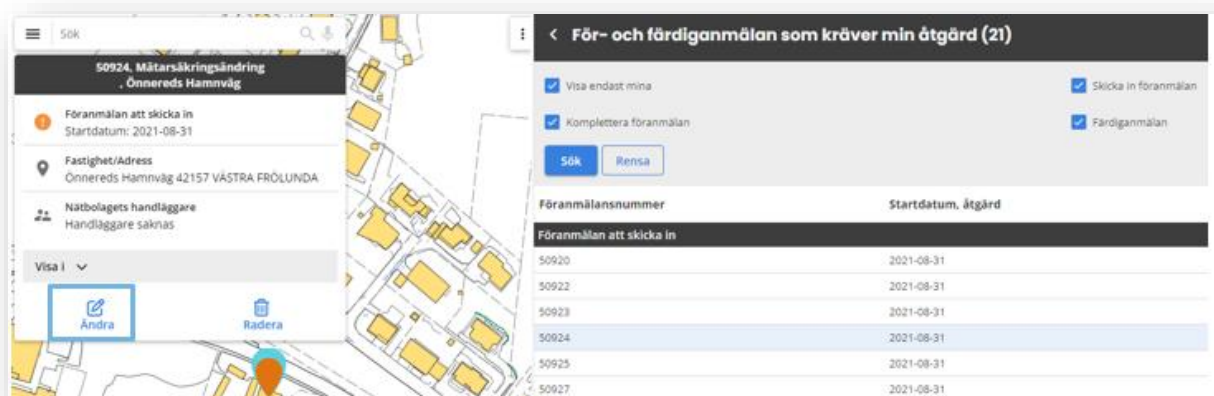 Sök
50924, Mätarsäkringsändring
, Önnereds Hamnväg
Föranmälan att skicka in
Startdatum: 2021-08-31
Fastighet/Adress
Önnereds Hamnväg 42157 VÄSTRA FRÖLUNDA
Nätbolagets handläggare
Handläggare saknas
Visa i
Ändra
Radera
För- och färdiganmälan som kräver min åtgärd (21)
Visa endast mina
Skicka in föranmälan
Komplettera föranmälan
Färdiganmälan
Sök
Rensa
Föranmälansnummer
Startdatum, åtgärd
Föranmälan att skicka in
50920
2021-08-31
50922
2021-08-31
50923
2021-08-31
50924
2021-08-31
50925
2021-08-31
50927
2021-08-31